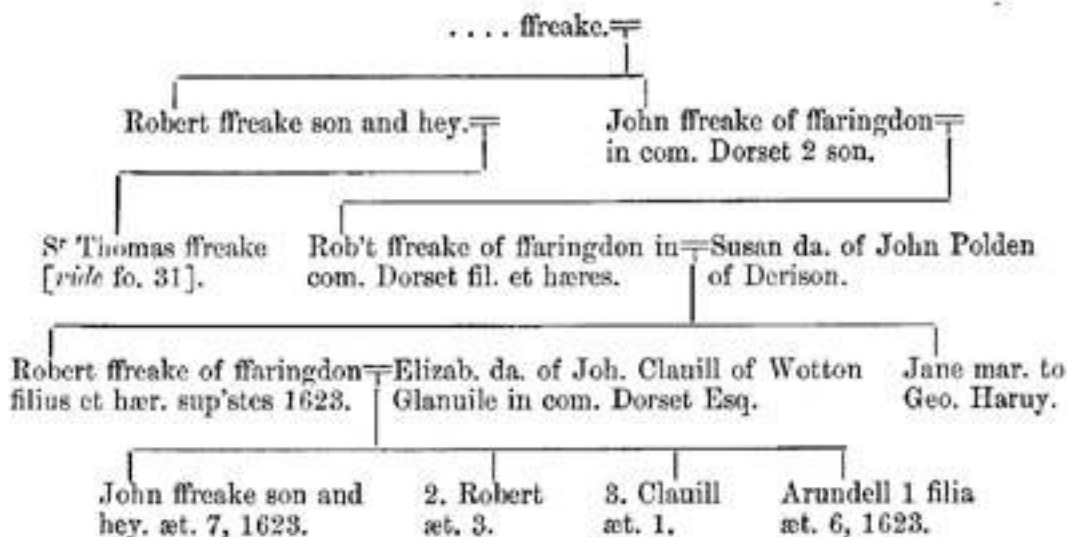 . . . . ffreake.
Robert ffreake son and hey.
John ffreake of ffaringdon
in com. Dorset 2 son.
Sr Thomas ffreake
[vide fo. 31].
Rob't ffreake of ffaringdon in
com. Dorset fil. et hæres.
Susan da. of John Polden
of Derison.
Robert ffreake of ffaringdon
filius et hær. sup'stes 1623.
Elizab. da. of Joh. Clauill of Wotton
Glanuile in com. Dorset Esq.
Jane mar. to
Geo. Haruy.
John ffreake son and
hey. æt. 7, 1623.
2. Robert
æt. 3.
3. Clauill
æt. 1.
Arundell 1 filia
æt. 6, 1623.